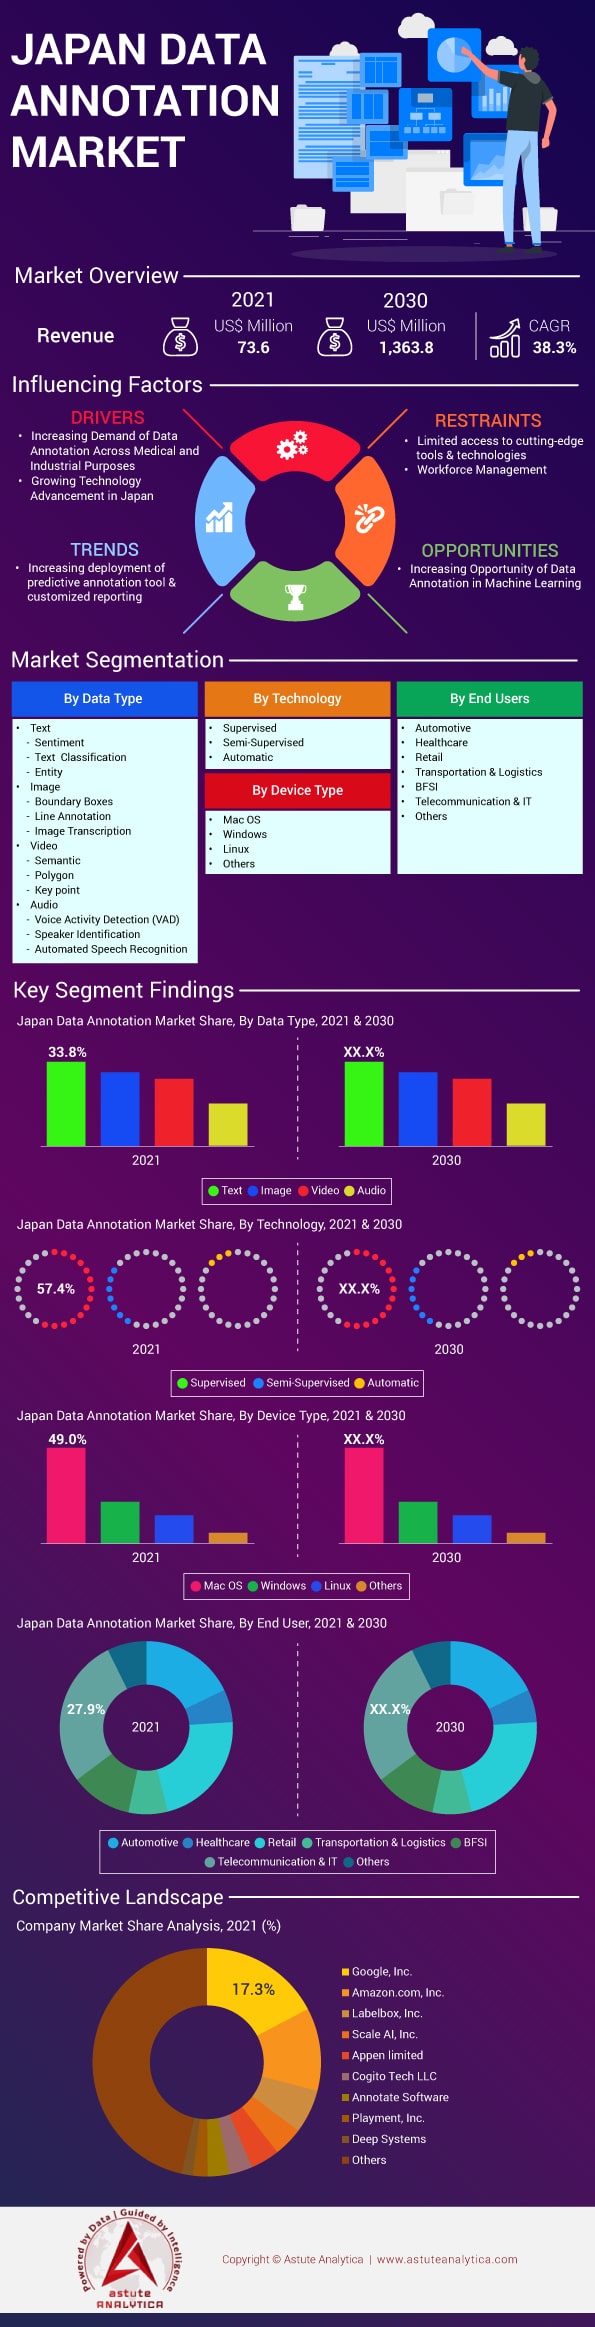 JAPAN DATA
ANNOTATION
MARKET
Market Overview
Revenue
2021
US$ Million
73.6
2030
US$ Million
1,363.8
CAGR
38.3%
Influencing Factors
DRIVERS
• Increasing Demand of Data
Annotation Across Medical and
Industrial Purposes
• Growing Technology
Advancement in Japan
RESTRAINTS
• Limited access to cutting-edge
tools & technologies
• Workforce Management
TRENDS
• Increasing deployment of
predictive annotation tool &
customized reporting
OPPORTUNITIES
• Increasing Opportunity of Data
Annotation in Machine Learning
Market Segmentation
By Data Type
• Text
- Sentiment
- Text Classification
- Entity
• Image
- Boundary Boxes
- Line Annotation
- Image Transcription
• Video
- Semantic
- Polygon
- Key point
• Audio
- Voice Activity Detection (VAD)
- Speaker Identification
- Automated Speech Recognition
By Technology
• Supervised
• Semi-Supervised
• Automatic
By Device Type
• Mac OS
• Windows
• Linux
• Others
By End Users
• Automotive
• Healthcare
• Retail
• Transportation & Logistics
• BFSI
• Telecommunication & IT
• Others
Key Segment Findings
Japan Data Annotation Market Share, By Data Type, 2021 & 2030
33.8%
XX.X%
2021
2030
Text Image Video Audio
Japan Data Annotation Market Share, By Technology, 2021 & 2030
57.4%
XX.X%
2021
2030
Supervised Semi-Supervised Automatic
Japan Data Annotation Market Share, By Device Type, 2021 & 2030
49.0%
XX.X%
2021
2030
Mac OS Windows Linux Others
Japan Data Annotation Market Share, By End User, 2021 & 2030
27.9%
2021
XX.X%
2030
Automotive Healthcare Retail Transportation & Logistics BFSI
Telecommunication & IT Others
Competitive Landscape
Company Market Share Analysis, 2021 (%)
17.3%
Google, Inc.
Amazon.com, Inc.
Labelbox, Inc.
Scale AI, Inc.
Appen limited
Cogito Tech LLC
Annotate Software
Playment, Inc.
Deep Systems
Others
Powered by Data | Guided by Intelligence
astute
ANALYTICA
Copyright © Astute Analytica | www.astuteanalytica.com